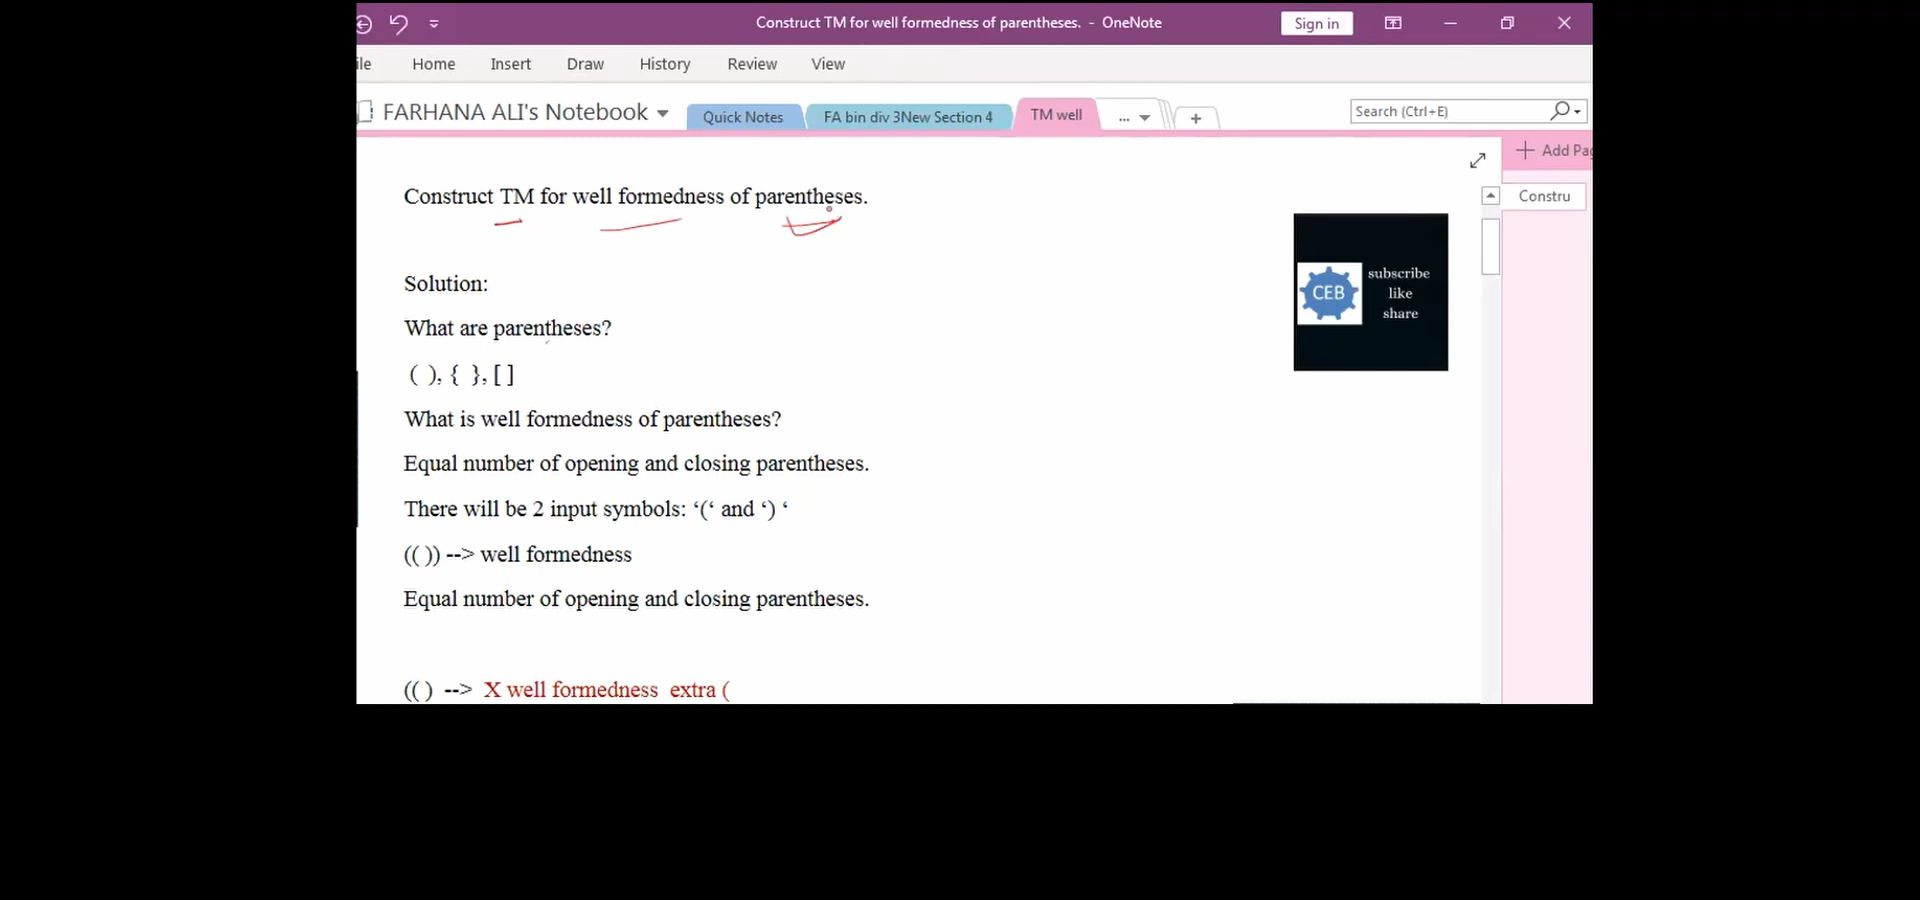 Construct TM for well formedness of parentheses. - OneNote
Sign in
ile Home Insert Draw History Review View
FARHANA ALI's Notebook
Quick Notes
FA bin div 3New Section 4
TM well
...
+
Search (Ctrl+E)
Add Pag
Constru
Construct TM for well formedness of parentheses.
subscribe
like
share
CEB
Solution:
What are parentheses?
( ), { }, [ ]
What is well formedness of parentheses?
Equal number of opening and closing parentheses.
There will be 2 input symbols: ‘(‘ and ‘) ‘
(( )) --> well formedness
Equal number of opening and closing parentheses.
(( ) --> X well formedness extra (